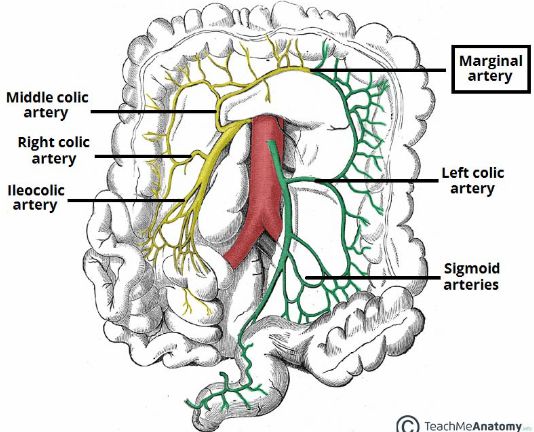 Marginal
artery
Middle colic
artery
Right colic
artery
Ileocolic
artery
Left colic
artery
Sigmoid
arteries
© TeachMeAnatomy